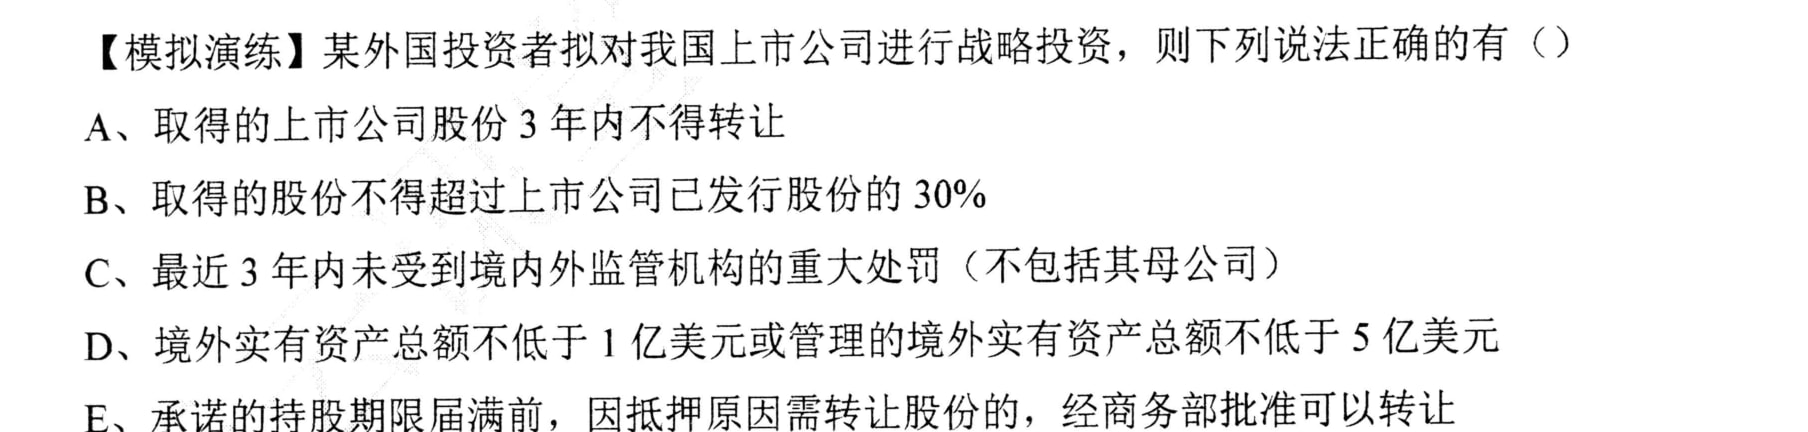 【模拟演练】某外国投资者拟对我国上市公司进行战略投资，则下列说法正确的有（）
A、取得的上市公司股份 3 年内不得转让
B、取得的股份不得超过上市公司已发行股份的 30%
C、最近 3 年内未受到境内外监管机构的重大处罚（不包括其母公司）
D、境外实有资产总额不低于 1 亿美元或管理的境外实有资产总额不低于 5 亿美元
E、承诺的持股期限届满前，因抵押原因需转让股份的，经商务部批准可以转让